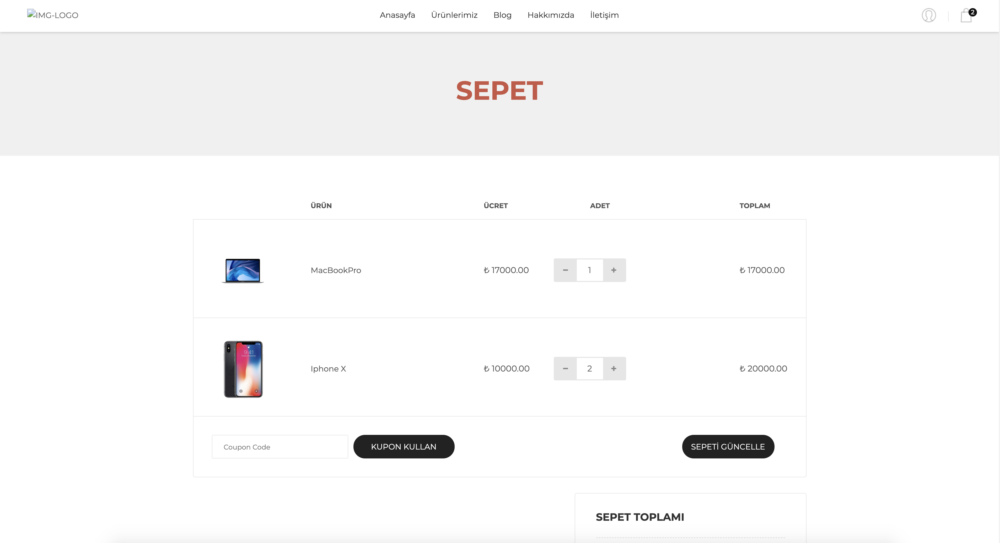 IMG-LOGO
Anasayfa Ürünlerimiz Blog Hakkımızda İletişim
2
SEPET
ÜRÜN ÜCRET ADET TOPLAM
MacBookPro ₺ 17000.00 − 1 + ₺ 17000.00
9:41
Iphone X ₺ 10000.00 − 2 + ₺ 20000.00
Coupon Code KUPON KULLAN SEPETİ GÜNCELLE
SEPET TOPLAMI